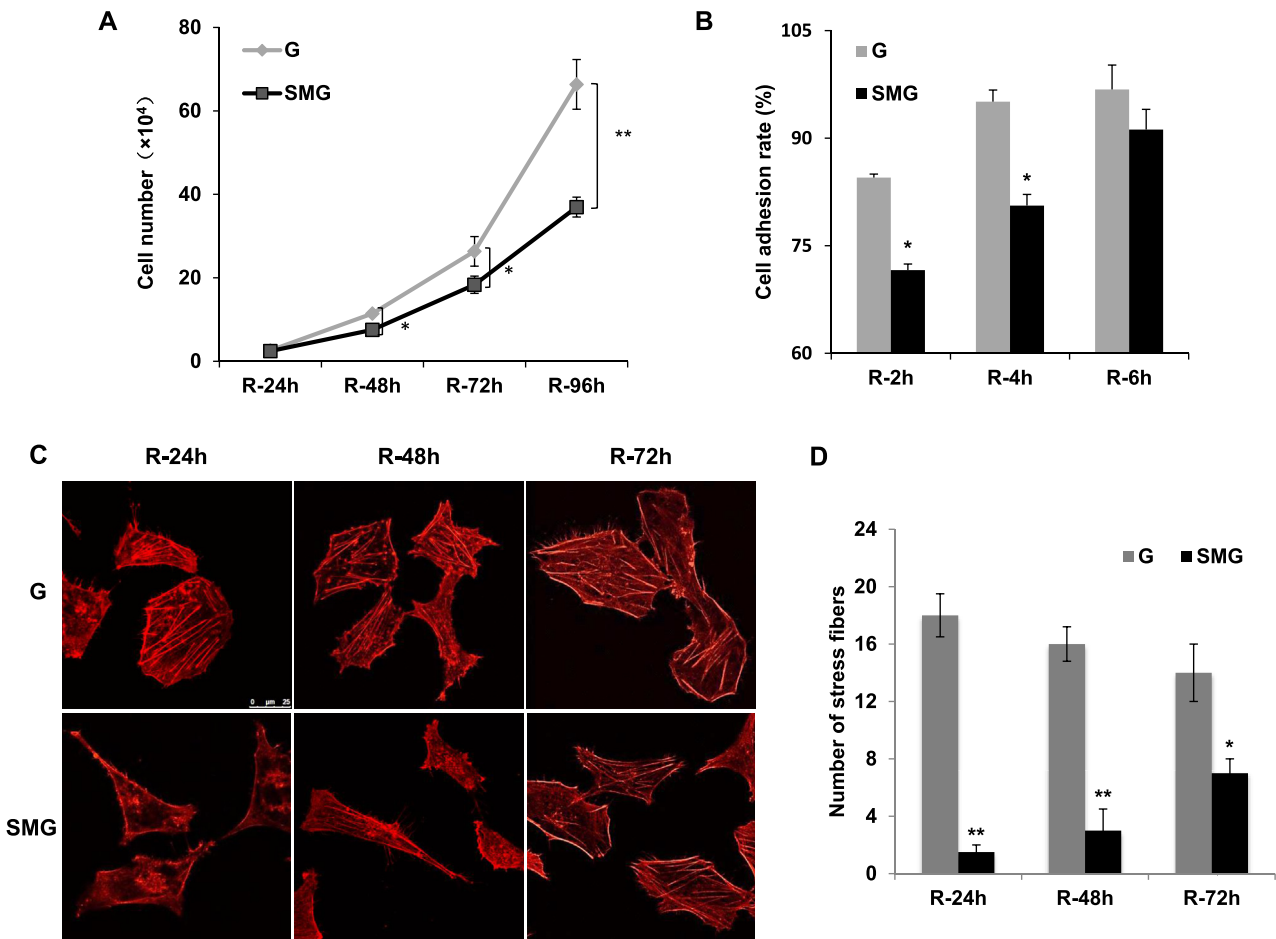 A
80
60
40
20
0
Cell number (×10⁴)
G
SMG
**
*
*
R-24h R-48h R-72h R-96h
B
105
90
75
60
Cell adhesion rate (%)
G
SMG
*
*
R-2h R-4h R-6h
C
R-24h R-48h R-72h
G
0 µm 25
SMG
D
24
20
16
12
8
4
0
Number of stress fibers
G SMG
**
**
*
R-24h R-48h R-72h